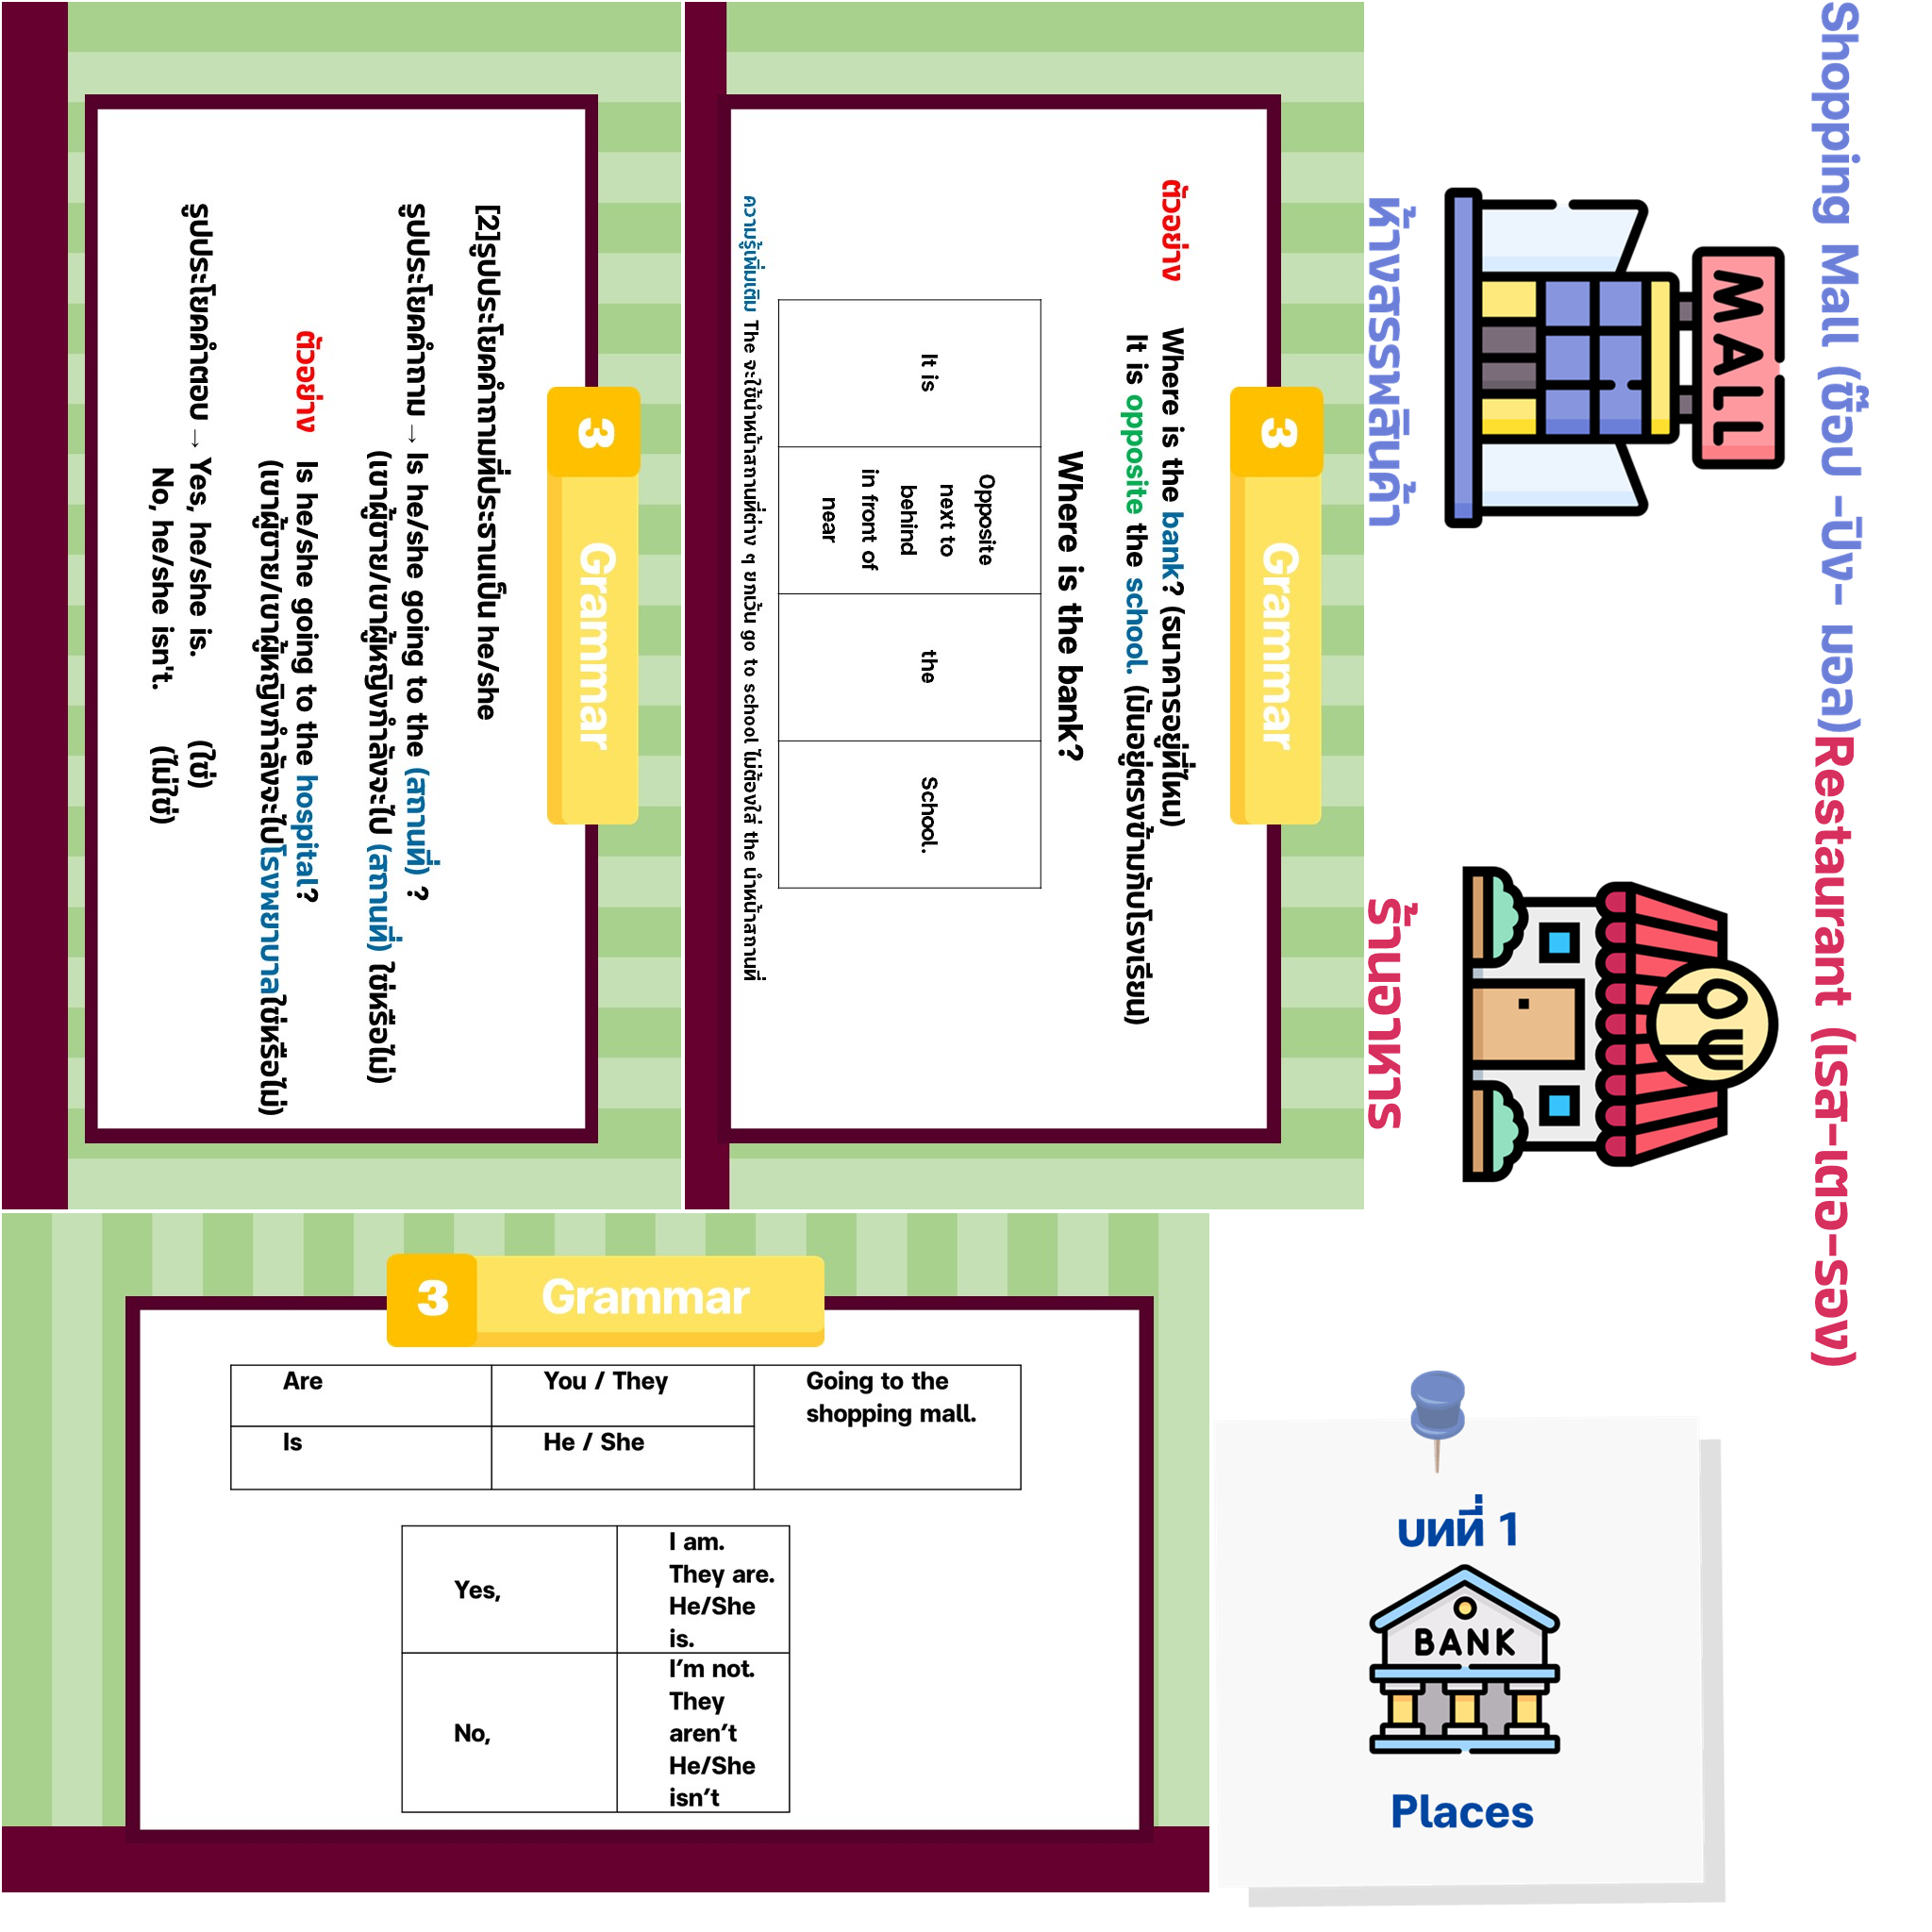 [2]รูปประโยคคำถามที่ประธานเป็น he/she
รูปประโยคคำถาม → Is he/she going to the (สถานที่) ?
(เขาผู้ชาย/เขาผู้หญิงกำลังจะไป (สถานที่) ใช่หรือไม่)
ตัวอย่าง Is he/she going to the hospital?
(เขาผู้ชาย/เขาผู้หญิงกำลังจะไปโรงพยาบาลใช่หรือไม่)
รูปประโยคคำตอบ → Yes, he/she is. (ใช่)
No, he/she isn't. (ไม่ใช่)
3 Grammar
ตัวอย่าง Where is the bank? (ธนาคารอยู่ที่ไหน)
It is opposite the school. (มันอยู่ตรงข้ามกับโรงเรียน)
Where is the bank?
It is
Opposite
next to
behind
in front of
near
the
School.
ความรู้เพิ่มเติม The จะใช้นำหน้าสถานที่ต่าง ๆ ยกเว้น go to school ไม่ต้องใส่ the นำหน้าสถานที่
3 Grammar
Shopping Mall (ช็อป -ปิง- มอล)
MALL
ห้างสรรพสินค้า
Restaurant (เรส-เตอ-รอง)
ร้านอาหาร
3 Grammar
Are
You / They
Going to the
shopping mall.
Is
He / She
Yes,
I am.
They are.
He/She
is.
No,
I'm not.
They
aren't
He/She
isn't
บทที่ 1
BANK
Places